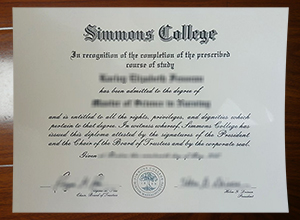 Simmons College
In recognition of the completion of the prescribed
course of study
has been admitted to the degree of
Master of Science in Nursing
and is entitled to all the rights, privileges, and dignities which
pertain to that degree. In witness whereof, Simmons College has
issued this diploma attested by the signatures of the President
and the Chair of the Board of Trustees and by the corporate seal.
Given
Chair, Board of Trustees
President